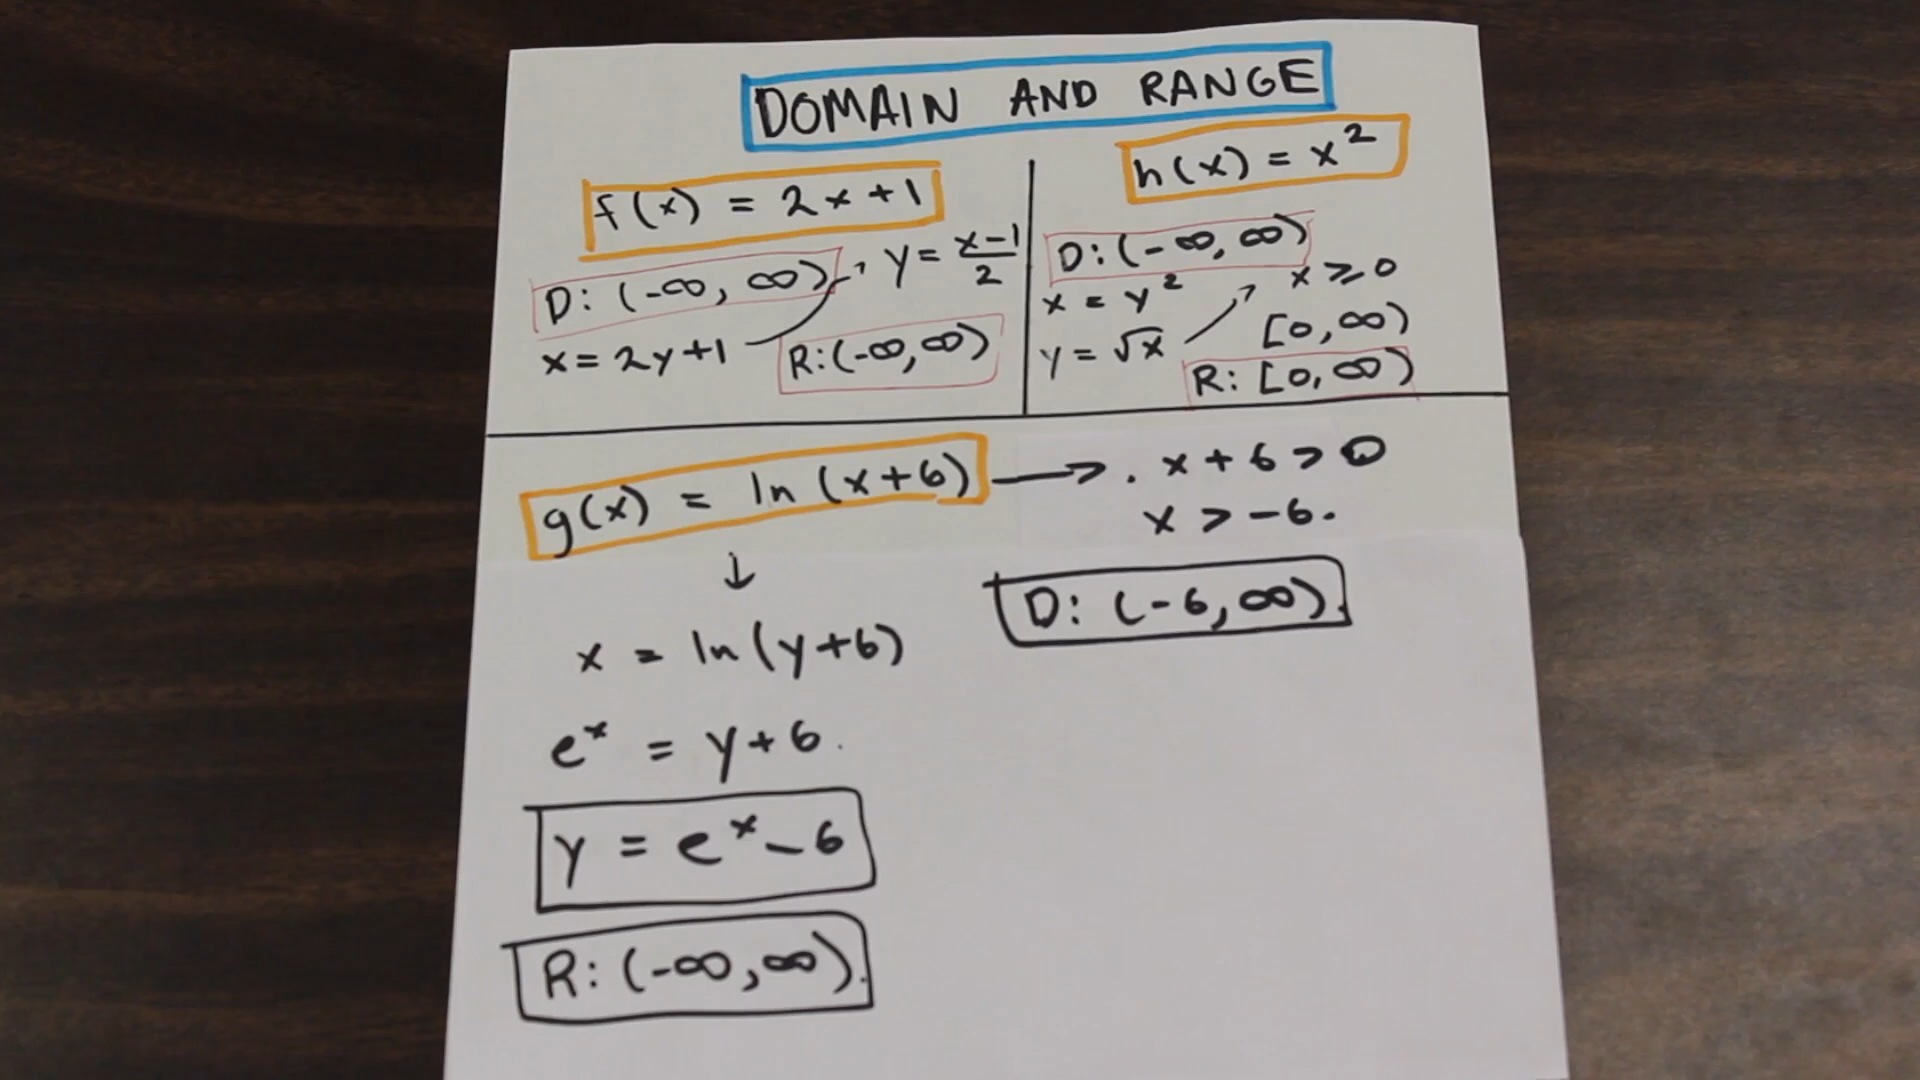 DOMAIN AND RANGE
f(x) = 2x+1
D: (-∞, ∞)
y = x-1/2
x = 2y+1
R: (-∞,∞)
h(x) = x²
D: (-∞, ∞)
x = y²
x ≥ 0
y = √x
[0, ∞)
R: [0, ∞)
g(x) = ln (x+6)
. x + 6 > 0
x > -6.
D: (-6, ∞).
x = ln(y+6)
eˣ = y+6.
y = eˣ - 6
R: (-∞,∞).